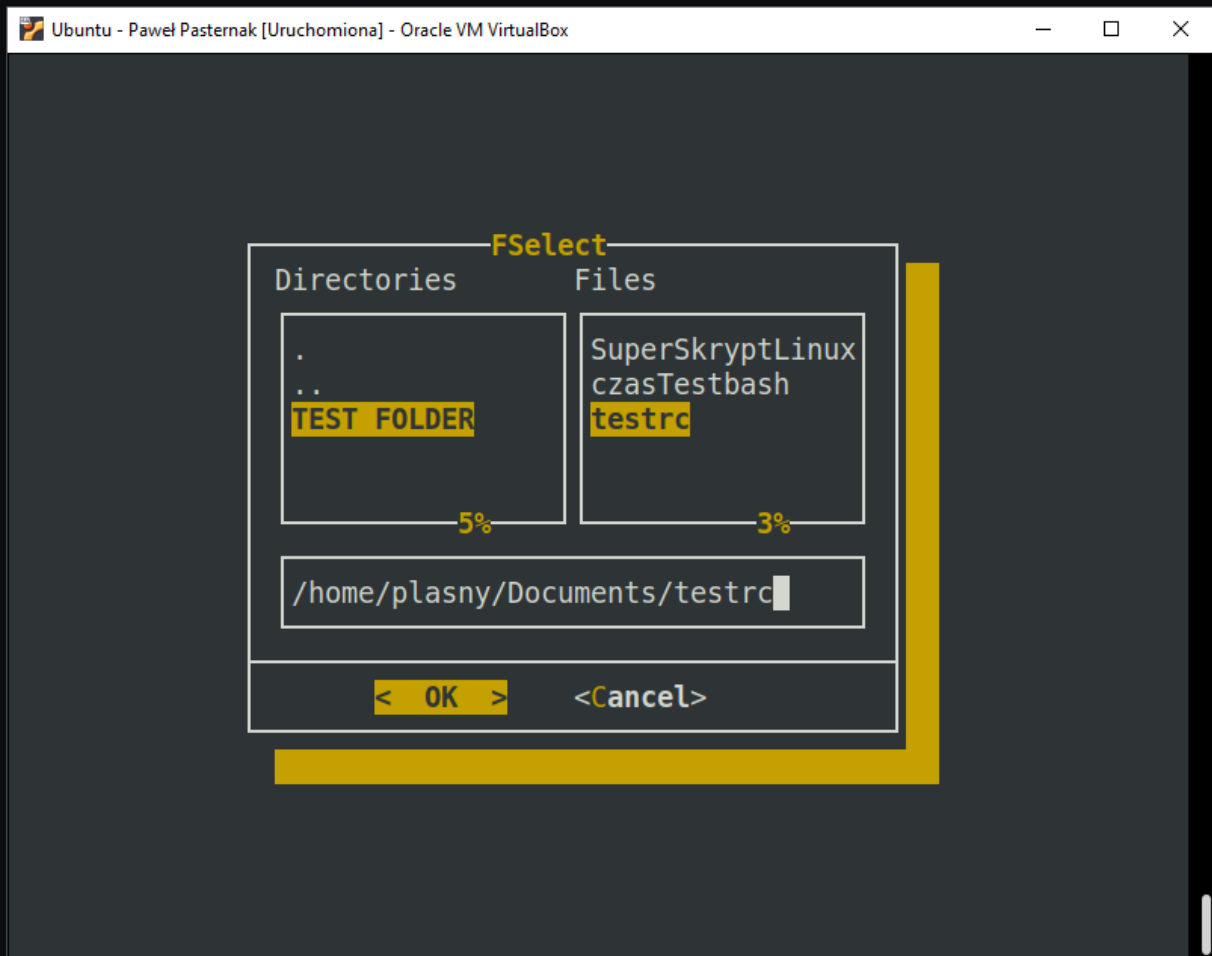 Ubuntu - Paweł Pasternak [Uruchomiona] - Oracle VM VirtualBox
FSelect
Directories Files
. SuperSkryptLinux
.. czasTestbash
TEST FOLDER testrc
5% 3%
/home/plasny/Documents/testrc
< OK > <Cancel>